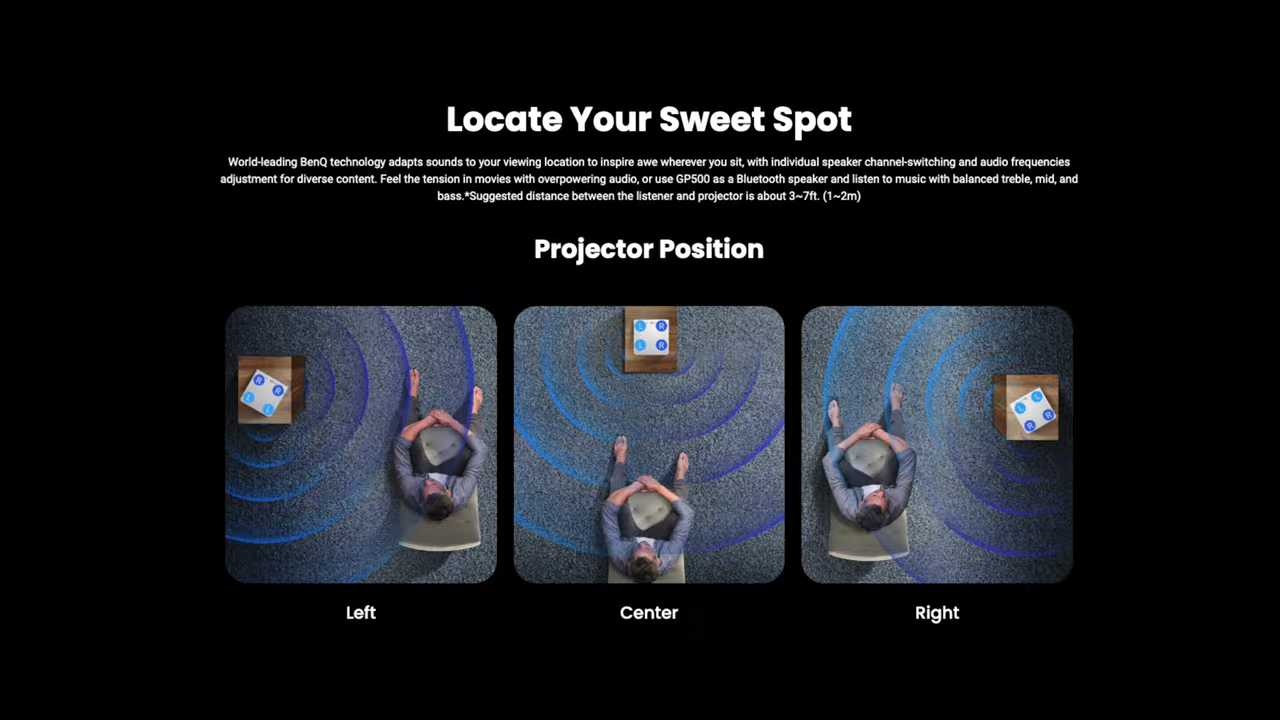 Locate Your Sweet Spot
World-leading BenQ technology adapts sounds to your viewing location to inspire awe wherever you sit, with individual speaker channel-switching and audio frequencies
adjustment for diverse content. Feel the tension in movies with overpowering audio, or use GP500 as a Bluetooth speaker and listen to music with balanced treble, mid, and
bass.*Suggested distance between the listener and projector is about 3~7ft. (1~2m)
Projector Position
R R
L L
L R
L R
L L
R R
Left
Center
Right